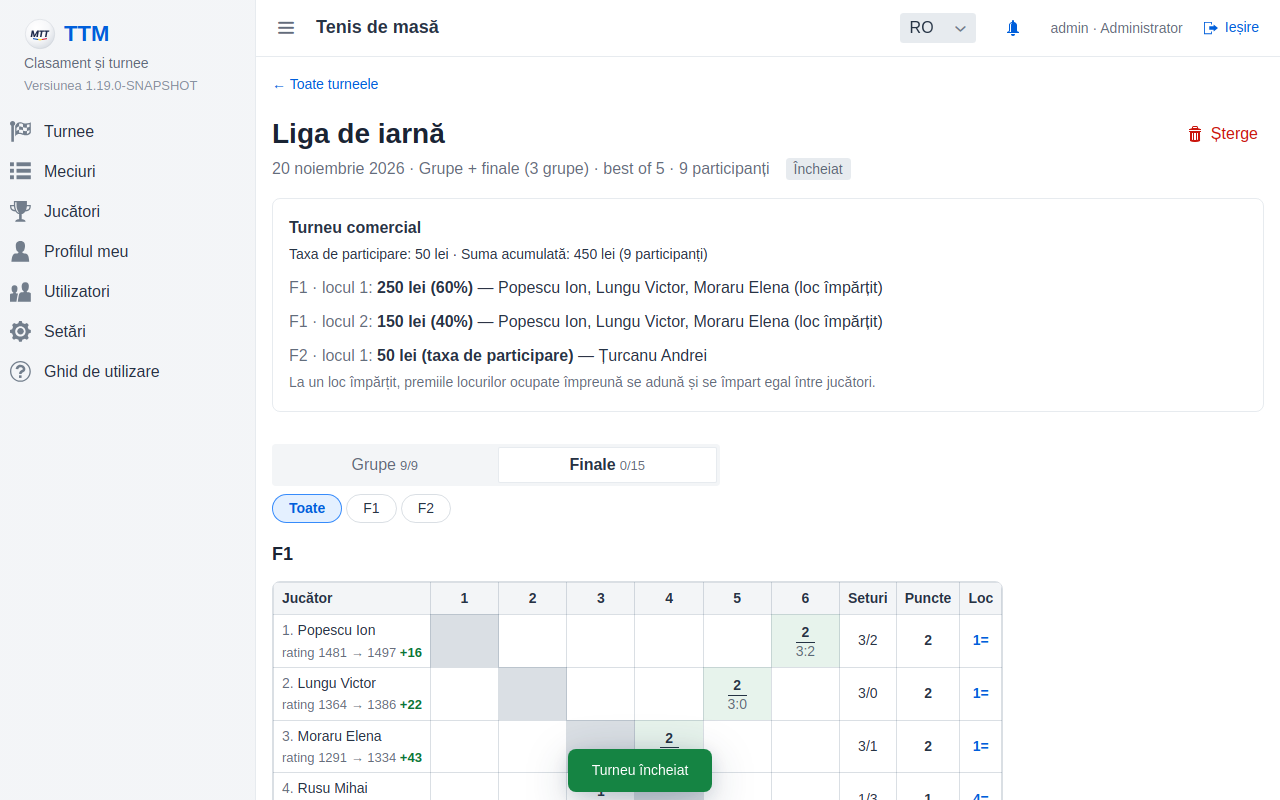 MTT TTM
Clasament și turnee
Versiunea 1.19.0-SNAPSHOT
Turnee
Meciuri
Jucători
Profilul meu
Utilizatori
Setări
Ghid de utilizare
Tenis de masă
RO
admin · Administrator
Ieșire
← Toate turneele
Liga de iarnă
Șterge
20 noiembrie 2026 · Grupe + finale (3 grupe) · best of 5 · 9 participanți Încheiat
Turneu comercial
Taxa de participare: 50 lei · Suma acumulată: 450 lei (9 participanți)
F1 · locul 1: 250 lei (60%) — Popescu Ion, Lungu Victor, Moraru Elena (loc împărțit)
F1 · locul 2: 150 lei (40%) — Popescu Ion, Lungu Victor, Moraru Elena (loc împărțit)
F2 · locul 1: 50 lei (taxa de participare) — Țurcanu Andrei
La un loc împărțit, premiile locurilor ocupate împreună se adună și se împart egal între jucători.
Grupe 9/9 Finale 0/15
Toate F1 F2
F1
Jucător 1 2 3 4 5 6 Seturi Puncte Loc
1. Popescu Ion
rating 1481 → 1497 +16
2
3:2
3/2 2 1=
2. Lungu Victor
rating 1364 → 1386 +22
2
3:0
3/0 2 1=
3. Moraru Elena
rating 1291 → 1334 +43
2
3/1 2 1=
4. Rusu Mihai
1
1/3 1 4=
Turneu încheiat